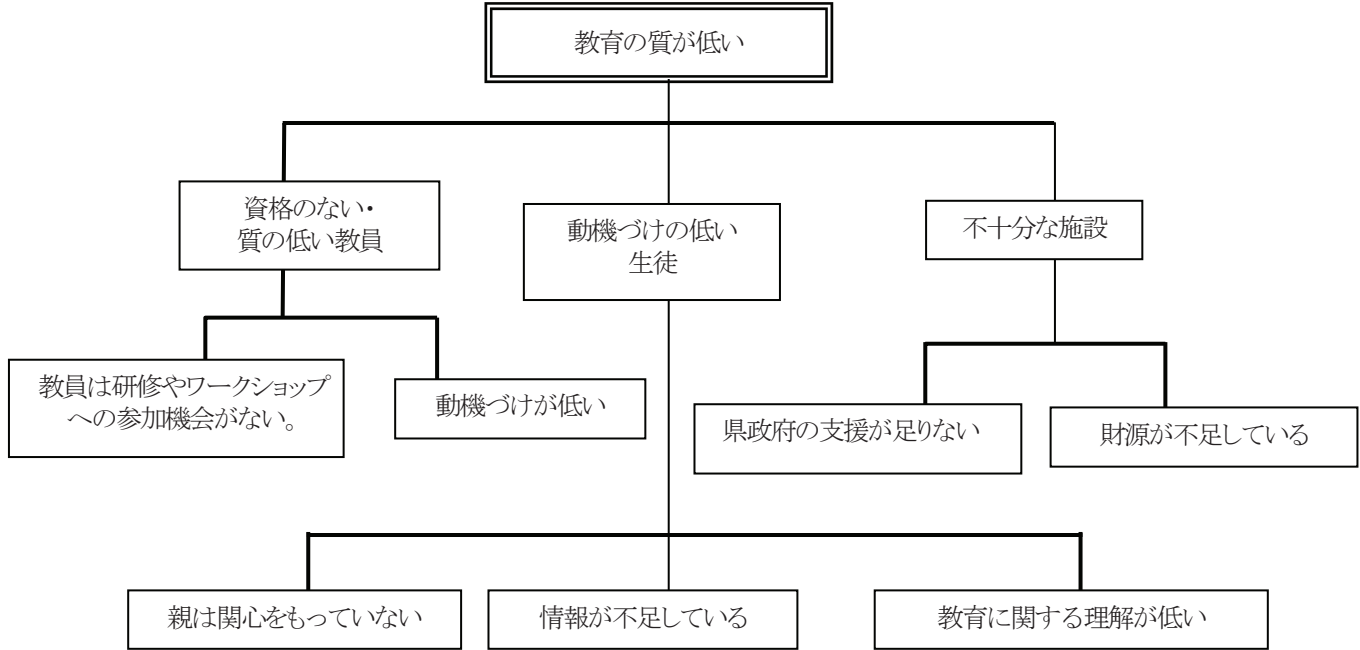 教育の質が低い
資格のない・
質の低い教員
動機づけの低い
生徒
不十分な施設
教員は研修やワークショップ
への参加機会がない。
動機づけが低い
県政府の支援が足りない
財源が不足している
親は関心をもっていない
情報が不足している
教育に関する理解が低い